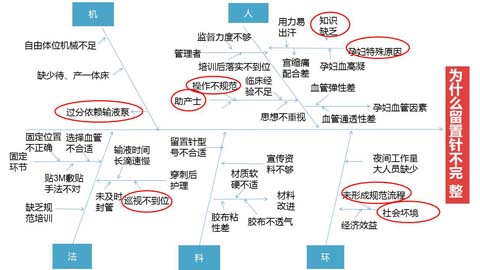 机
人
自由体位机械不足
缺少待、产一体床
过分依赖输液泵
监督力度不够
管理者
培训后落实不到位
操作不规范
助产士
临床经
验不足
思想不重视
用力易
出汗
知识
缺乏
孕妇特殊原因
宫缩痛
配合差
孕妇血高凝
血管弹性差
孕妇血管因素
血管通透性差
为什么留置针不完 整
固定位置
不正确
选择血管
不合适
固定
环节
贴3M敷贴
手法不对
输液时间
长滴速慢
穿刺后
护理
未及时
封管
巡视不到位
缺乏规
范培训
法
留置针型
号不合适
宣传资
料不够
材质软
硬不适
材料
改进
胶布粘
性差
胶布不透气
料
夜间工作量
大人员缺少
未形成规范流程
社会坏境
经济效益
环